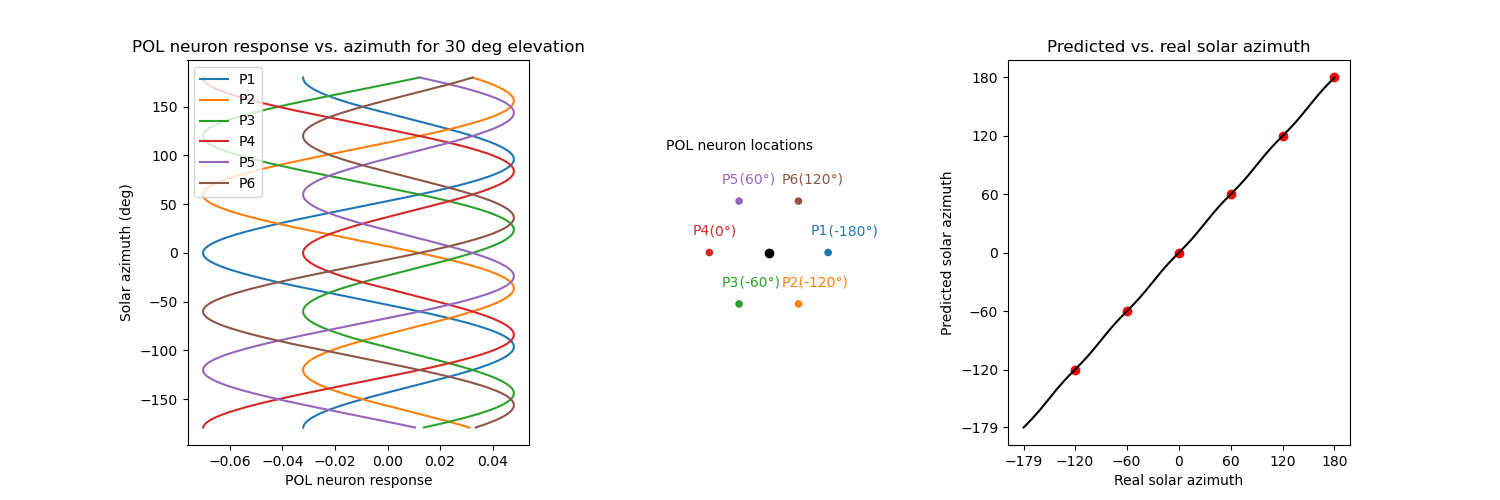 POL neuron response vs. azimuth for 30 deg elevation
P1
P2
P3
P4
P5
P6
150
100
50
0
−50
−100
−150
Solar azimuth (deg)
−0.06 −0.04 −0.02 0.00 0.02 0.04
POL neuron response
POL neuron locations
P5(60°) P6(120°)
P4(0°) P1(-180°)
P3(-60°) P2(-120°)
Predicted vs. real solar azimuth
180
120
60
0
−60
−120
−179
Predicted solar azimuth
−179 −120 −60 0 60 120 180
Real solar azimuth